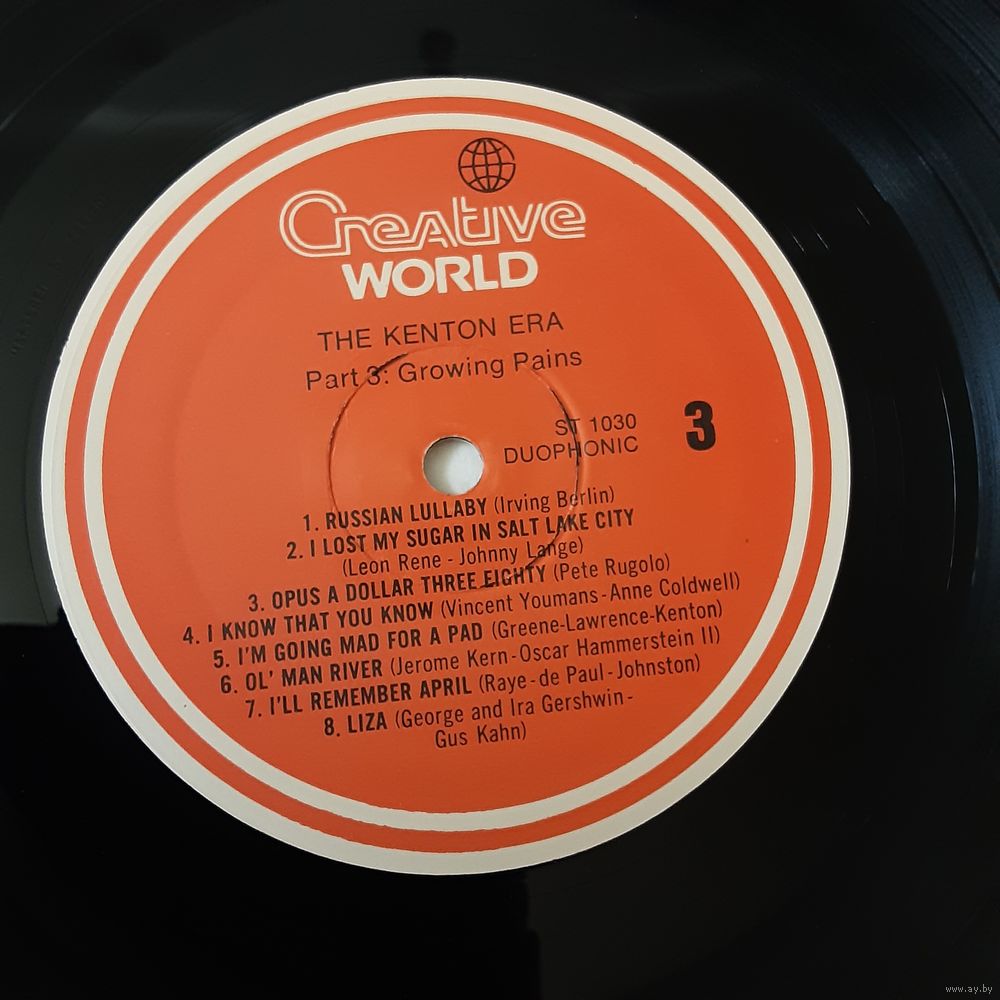 Creative
WORLD
THE KENTON ERA
Part 3: Growing Pains
ST 1030
DUOPHONIC
3
1. RUSSIAN LULLABY (Irving Berlin)
2. I LOST MY SUGAR IN SALT LAKE CITY
(Leon Rene - Johnny Lange)
3. OPUS A DOLLAR THREE EIGHTY (Pete Rugolo)
4. I KNOW THAT YOU KNOW (Vincent Youmans-Anne Coldwell)
5. I'M GOING MAD FOR A PAD (Greene-Lawrence-Kenton)
6. OL' MAN RIVER (Jerome Kern-Oscar Hammerstein II)
7. I'LL REMEMBER APRIL (Raye-de Paul-Johnston)
8. LIZA (George and Ira Gershwin-
Gus Kahn)
www.ay.by